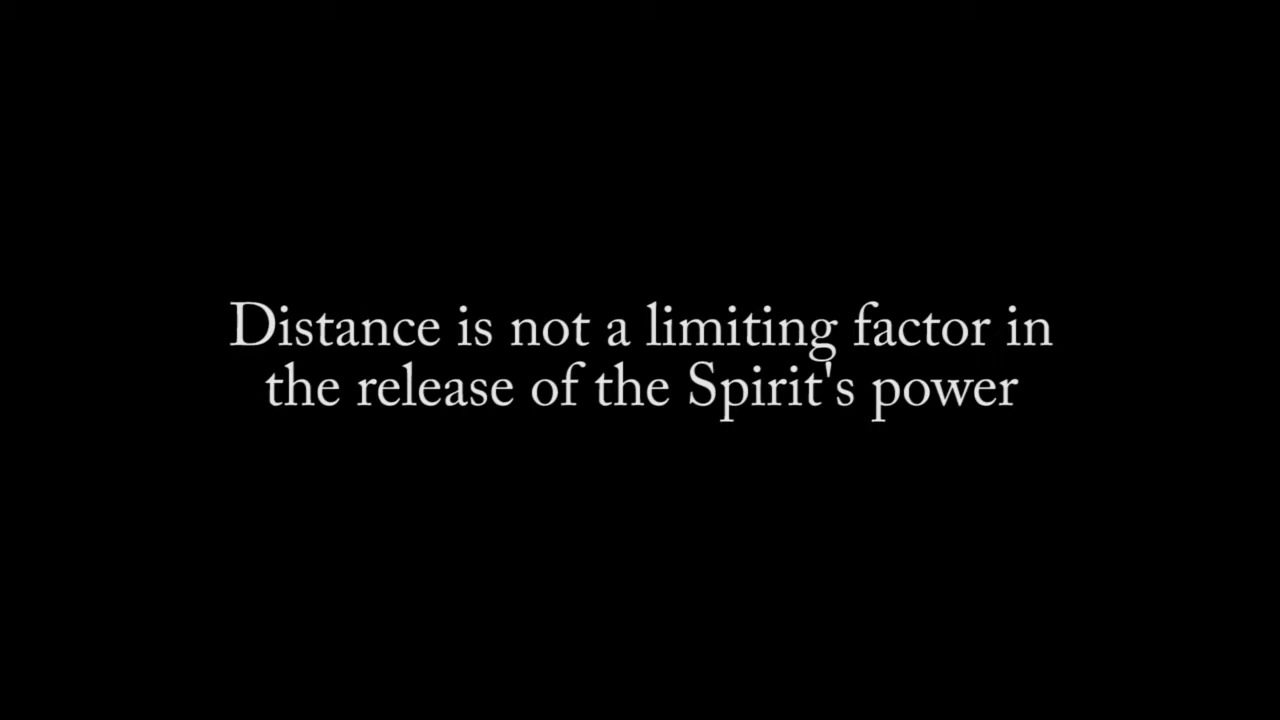 Distance is not a limiting factor in
the release of the Spirit's power